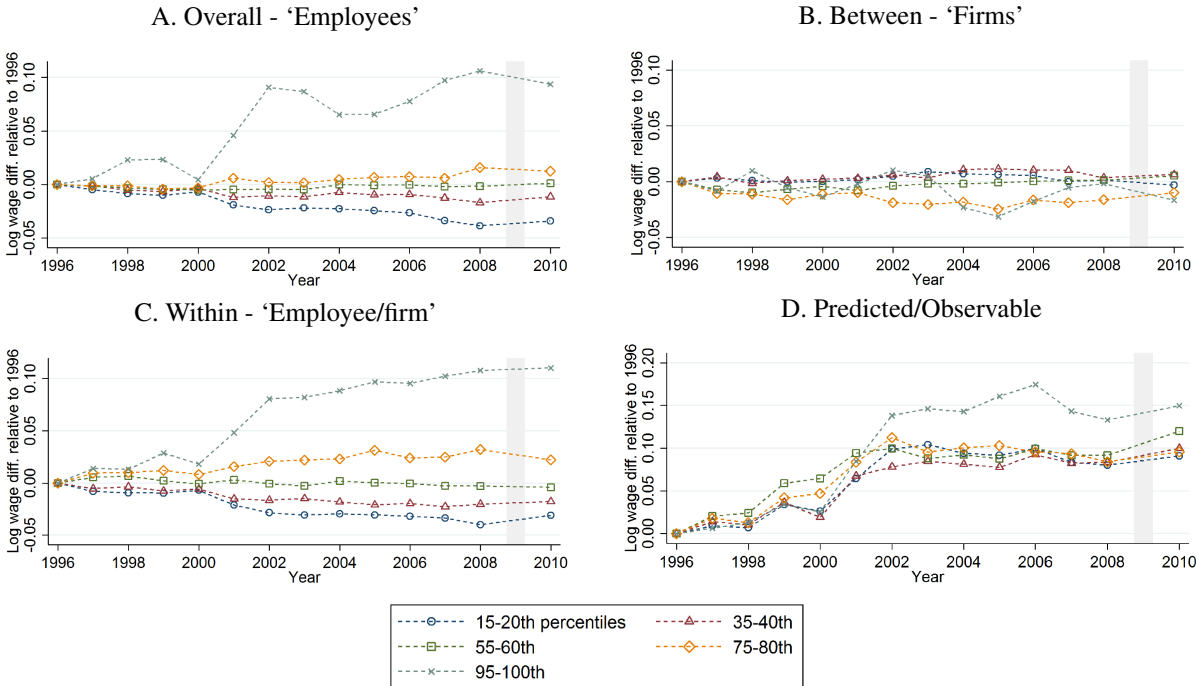 A. Overall - ‘Employees’
Log wage diff. relative to 1996
0.10
0.05
0.00
-0.05
1996 1998 2000 2002 2004 2006 2008 2010
Year
B. Between - ‘Firms’
Log wage diff. relative to 1996
0.10
0.05
0.00
-0.05
1996 1998 2000 2002 2004 2006 2008 2010
Year
C. Within - ‘Employee/firm’
Log wage diff. relative to 1996
0.10
0.05
0.00
-0.05
1996 1998 2000 2002 2004 2006 2008 2010
Year
D. Predicted/Observable
Log wage diff. relative to 1996
0.20
0.15
0.10
0.05
0.00
1996 1998 2000 2002 2004 2006 2008 2010
Year
15-20th percentiles 35-40th
55-60th 75-80th
95-100th